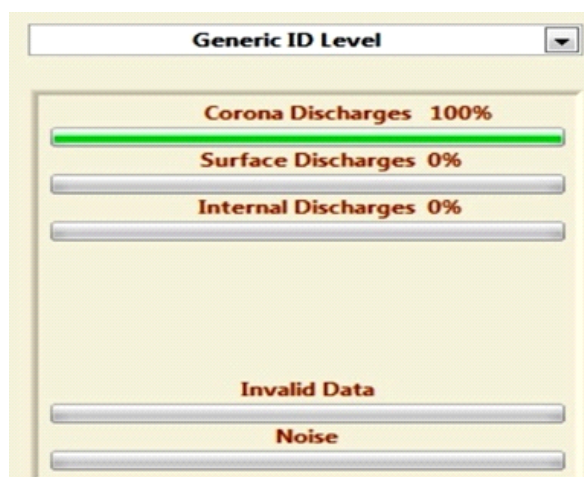 Generic ID Level
Corona Discharges 100%
Surface Discharges 0%
Internal Discharges 0%
Invalid Data
Noise